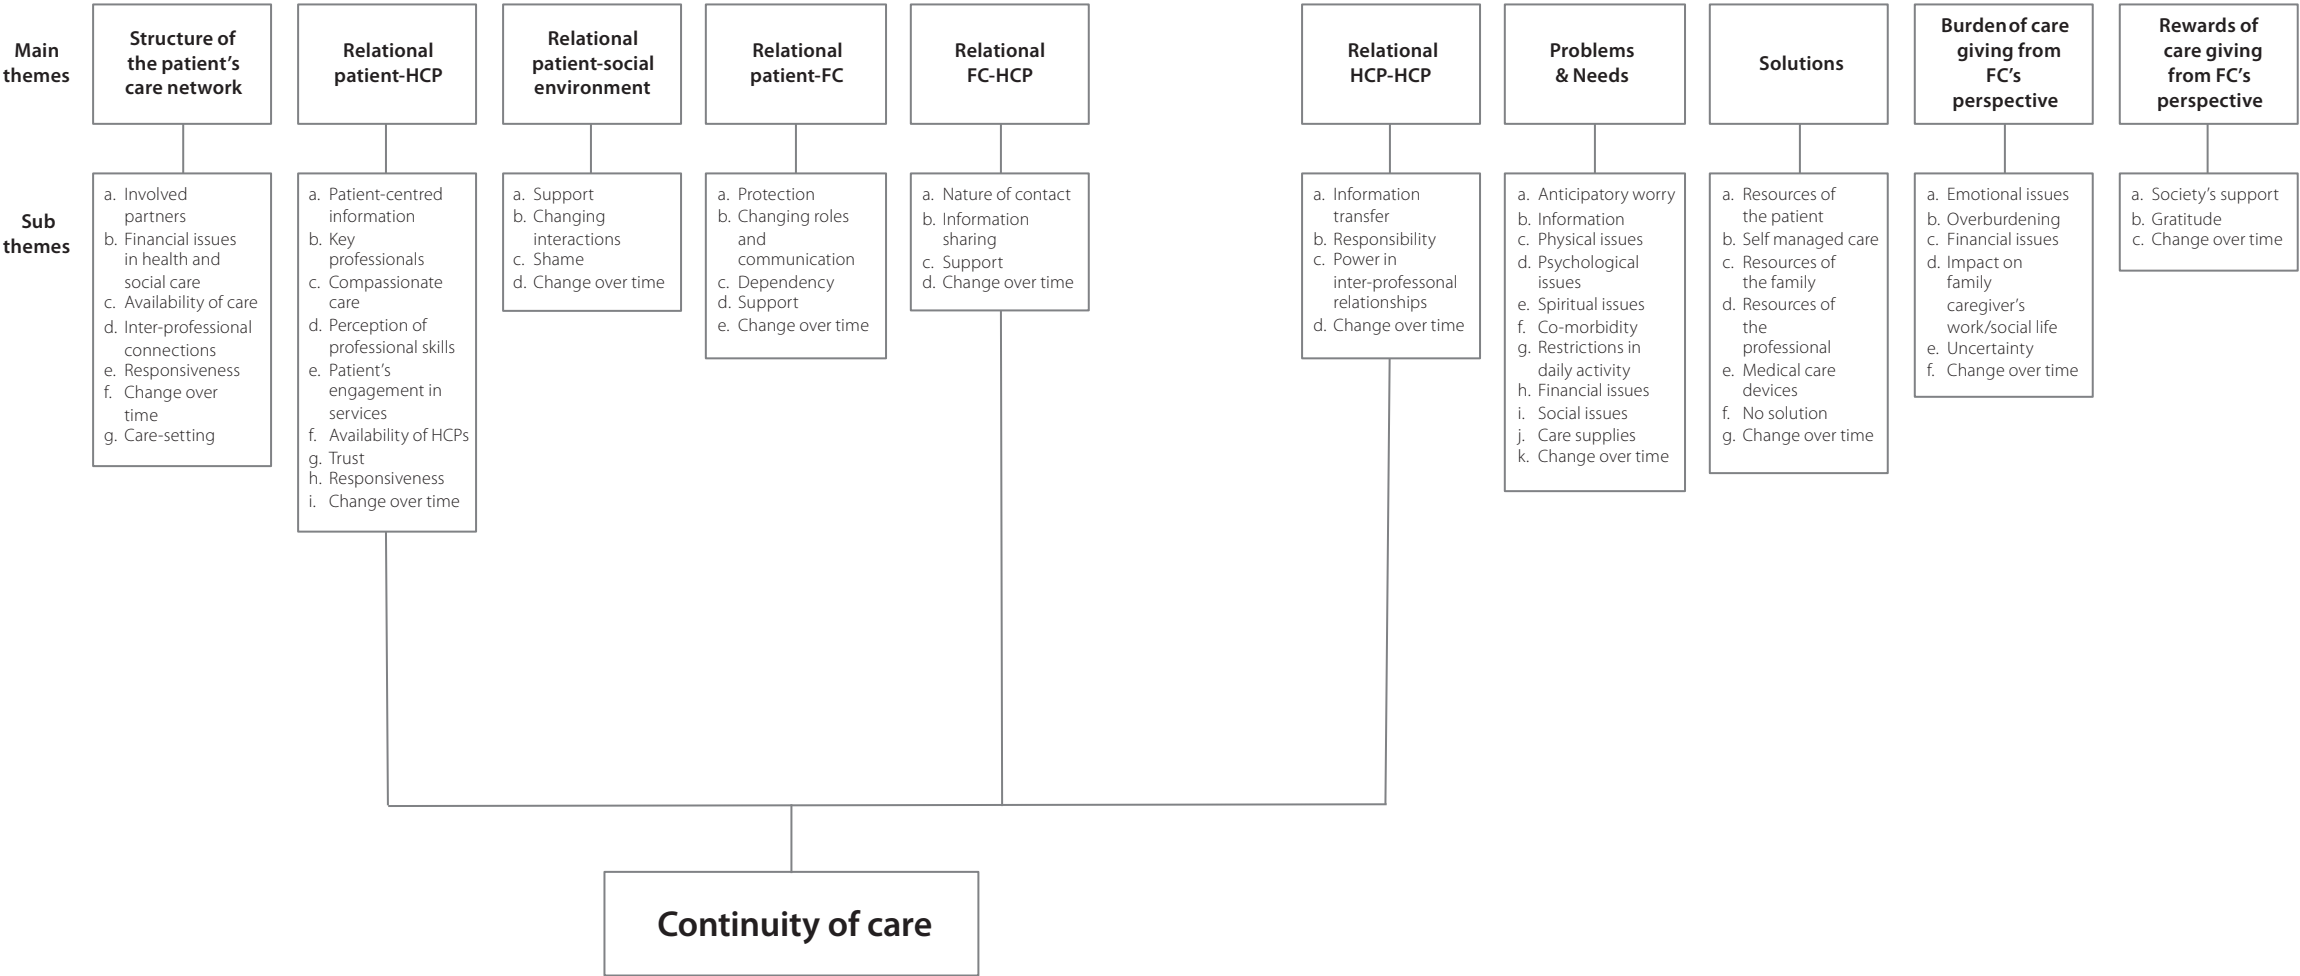 Main
themes
Structure of
the patient's
care network
Relational
patient-HCP
Relational
patient-social
environment
Relational
patient-FC
Relational
FC-HCP
Relational
HCP-HCP
Problems
& Needs
Solutions
Burden of care
giving from
FC's
perspective
Rewards of
care giving
from FC's
perspective
Sub
themes
a. Involved
partners
b. Financial issues
in health and
social care
c. Availability of care
d. Inter-professional
connections
e. Responsiveness
f. Change over
time
g. Care-setting
a. Patient-centred
information
b. Key
professionals
c. Compassionate
care
d. Perception of
professional skills
e. Patient's
engagement in
services
f. Availability of HCPs
g. Trust
h. Responsiveness
i. Change over time
a. Support
b. Changing
interactions
c. Shame
d. Change over time
a. Protection
b. Changing roles
and
communication
c. Dependency
d. Support
e. Change over time
a. Nature of contact
b. Information
sharing
c. Support
d. Change over time
a. Information
transfer
b. Responsibility
c. Power in
inter-professonal
relationships
d. Change over time
a. Anticipatory worry
b. Information
c. Physical issues
d. Psychological
issues
e. Spiritual issues
f. Co-morbidity
g. Restrictions in
daily activity
h. Financial issues
i. Social issues
j. Care supplies
k. Change over time
a. Resources of
the patient
b. Self managed care
c. Resources of
the family
d. Resources of
the
professional
e. Medical care
devices
f. No solution
g. Change over time
a. Emotional issues
b. Overburdening
c. Financial issues
d. Impact on
family
caregiver's
work/social life
e. Uncertainty
f. Change over time
a. Society's support
b. Gratitude
c. Change over time
Continuity of care